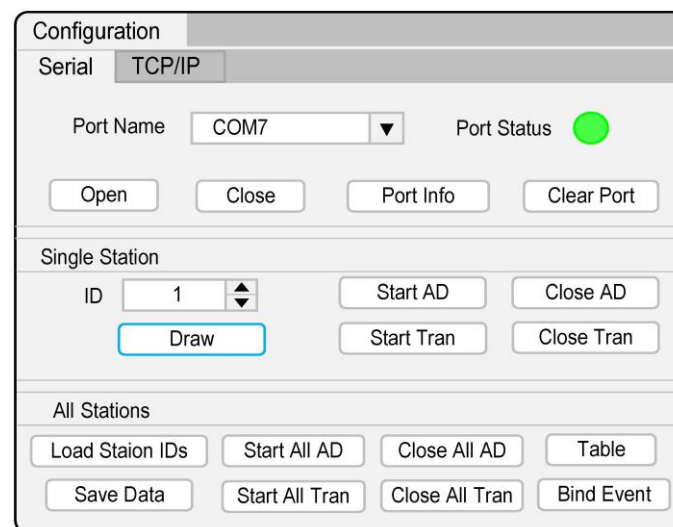 Configuration
Serial TCP/IP
Port Name COM7 Port Status
Open Close Port Info Clear Port
Single Station
ID 1 Start AD Close AD
Draw Start Tran Close Tran
All Stations
Load Staion IDs Start All AD Close All AD Table
Save Data Start All Tran Close All Tran Bind Event